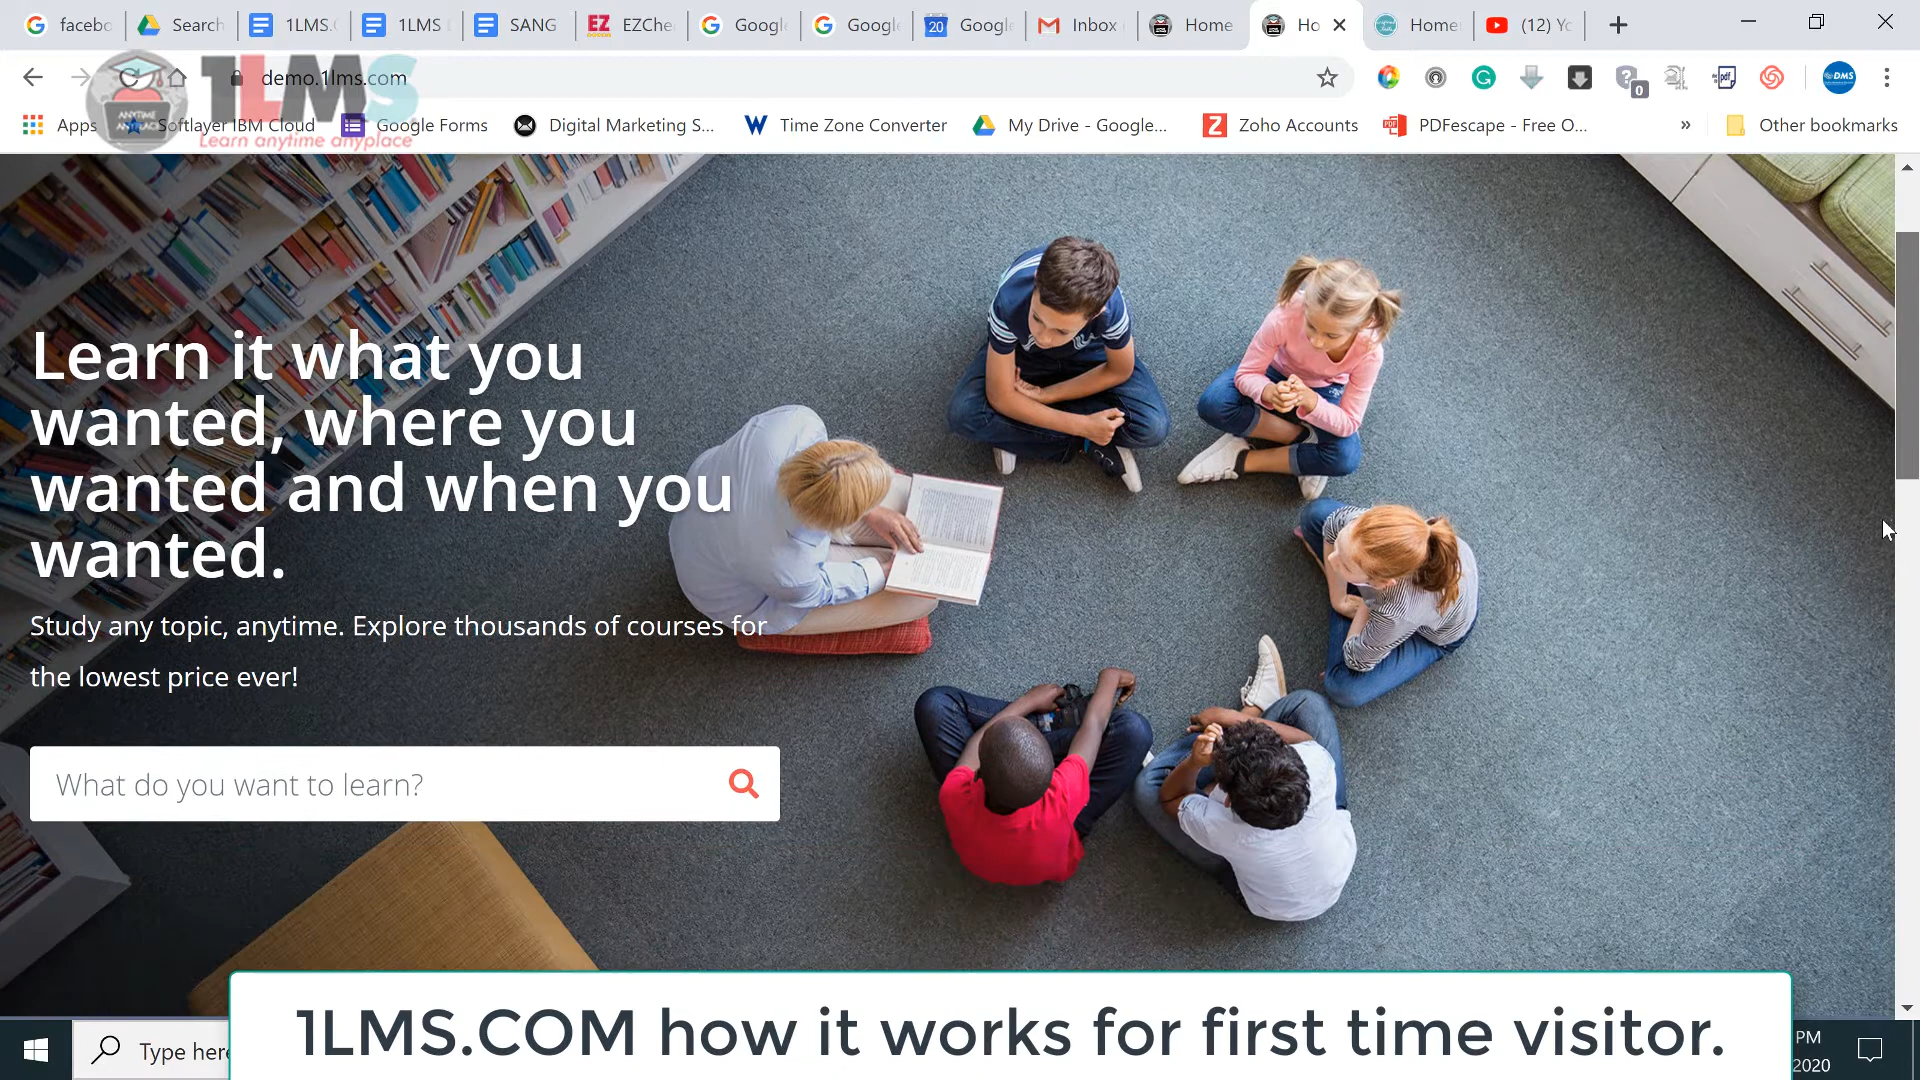 facebo
Search
1LMS.
1LMS
SANG
EZChe
Googl
Googl
Googl
Inbox
Home
Ho
Home
(12) Yo
demo.1lms.com
1LMS
Learn anytime anyplace
ANYTIME
Apps
Softlayer IBM Cloud
Google Forms
Digital Marketing S...
Time Zone Converter
My Drive - Google...
Zoho Accounts
PDFescape - Free O...
»
Other bookmarks
Learn it what you
wanted, where you
wanted and when you
wanted.
Study any topic, anytime. Explore thousands of courses for
the lowest price ever!
What do you want to learn?
1LMS.COM how it works for first time visitor.
Type here
PM
2020